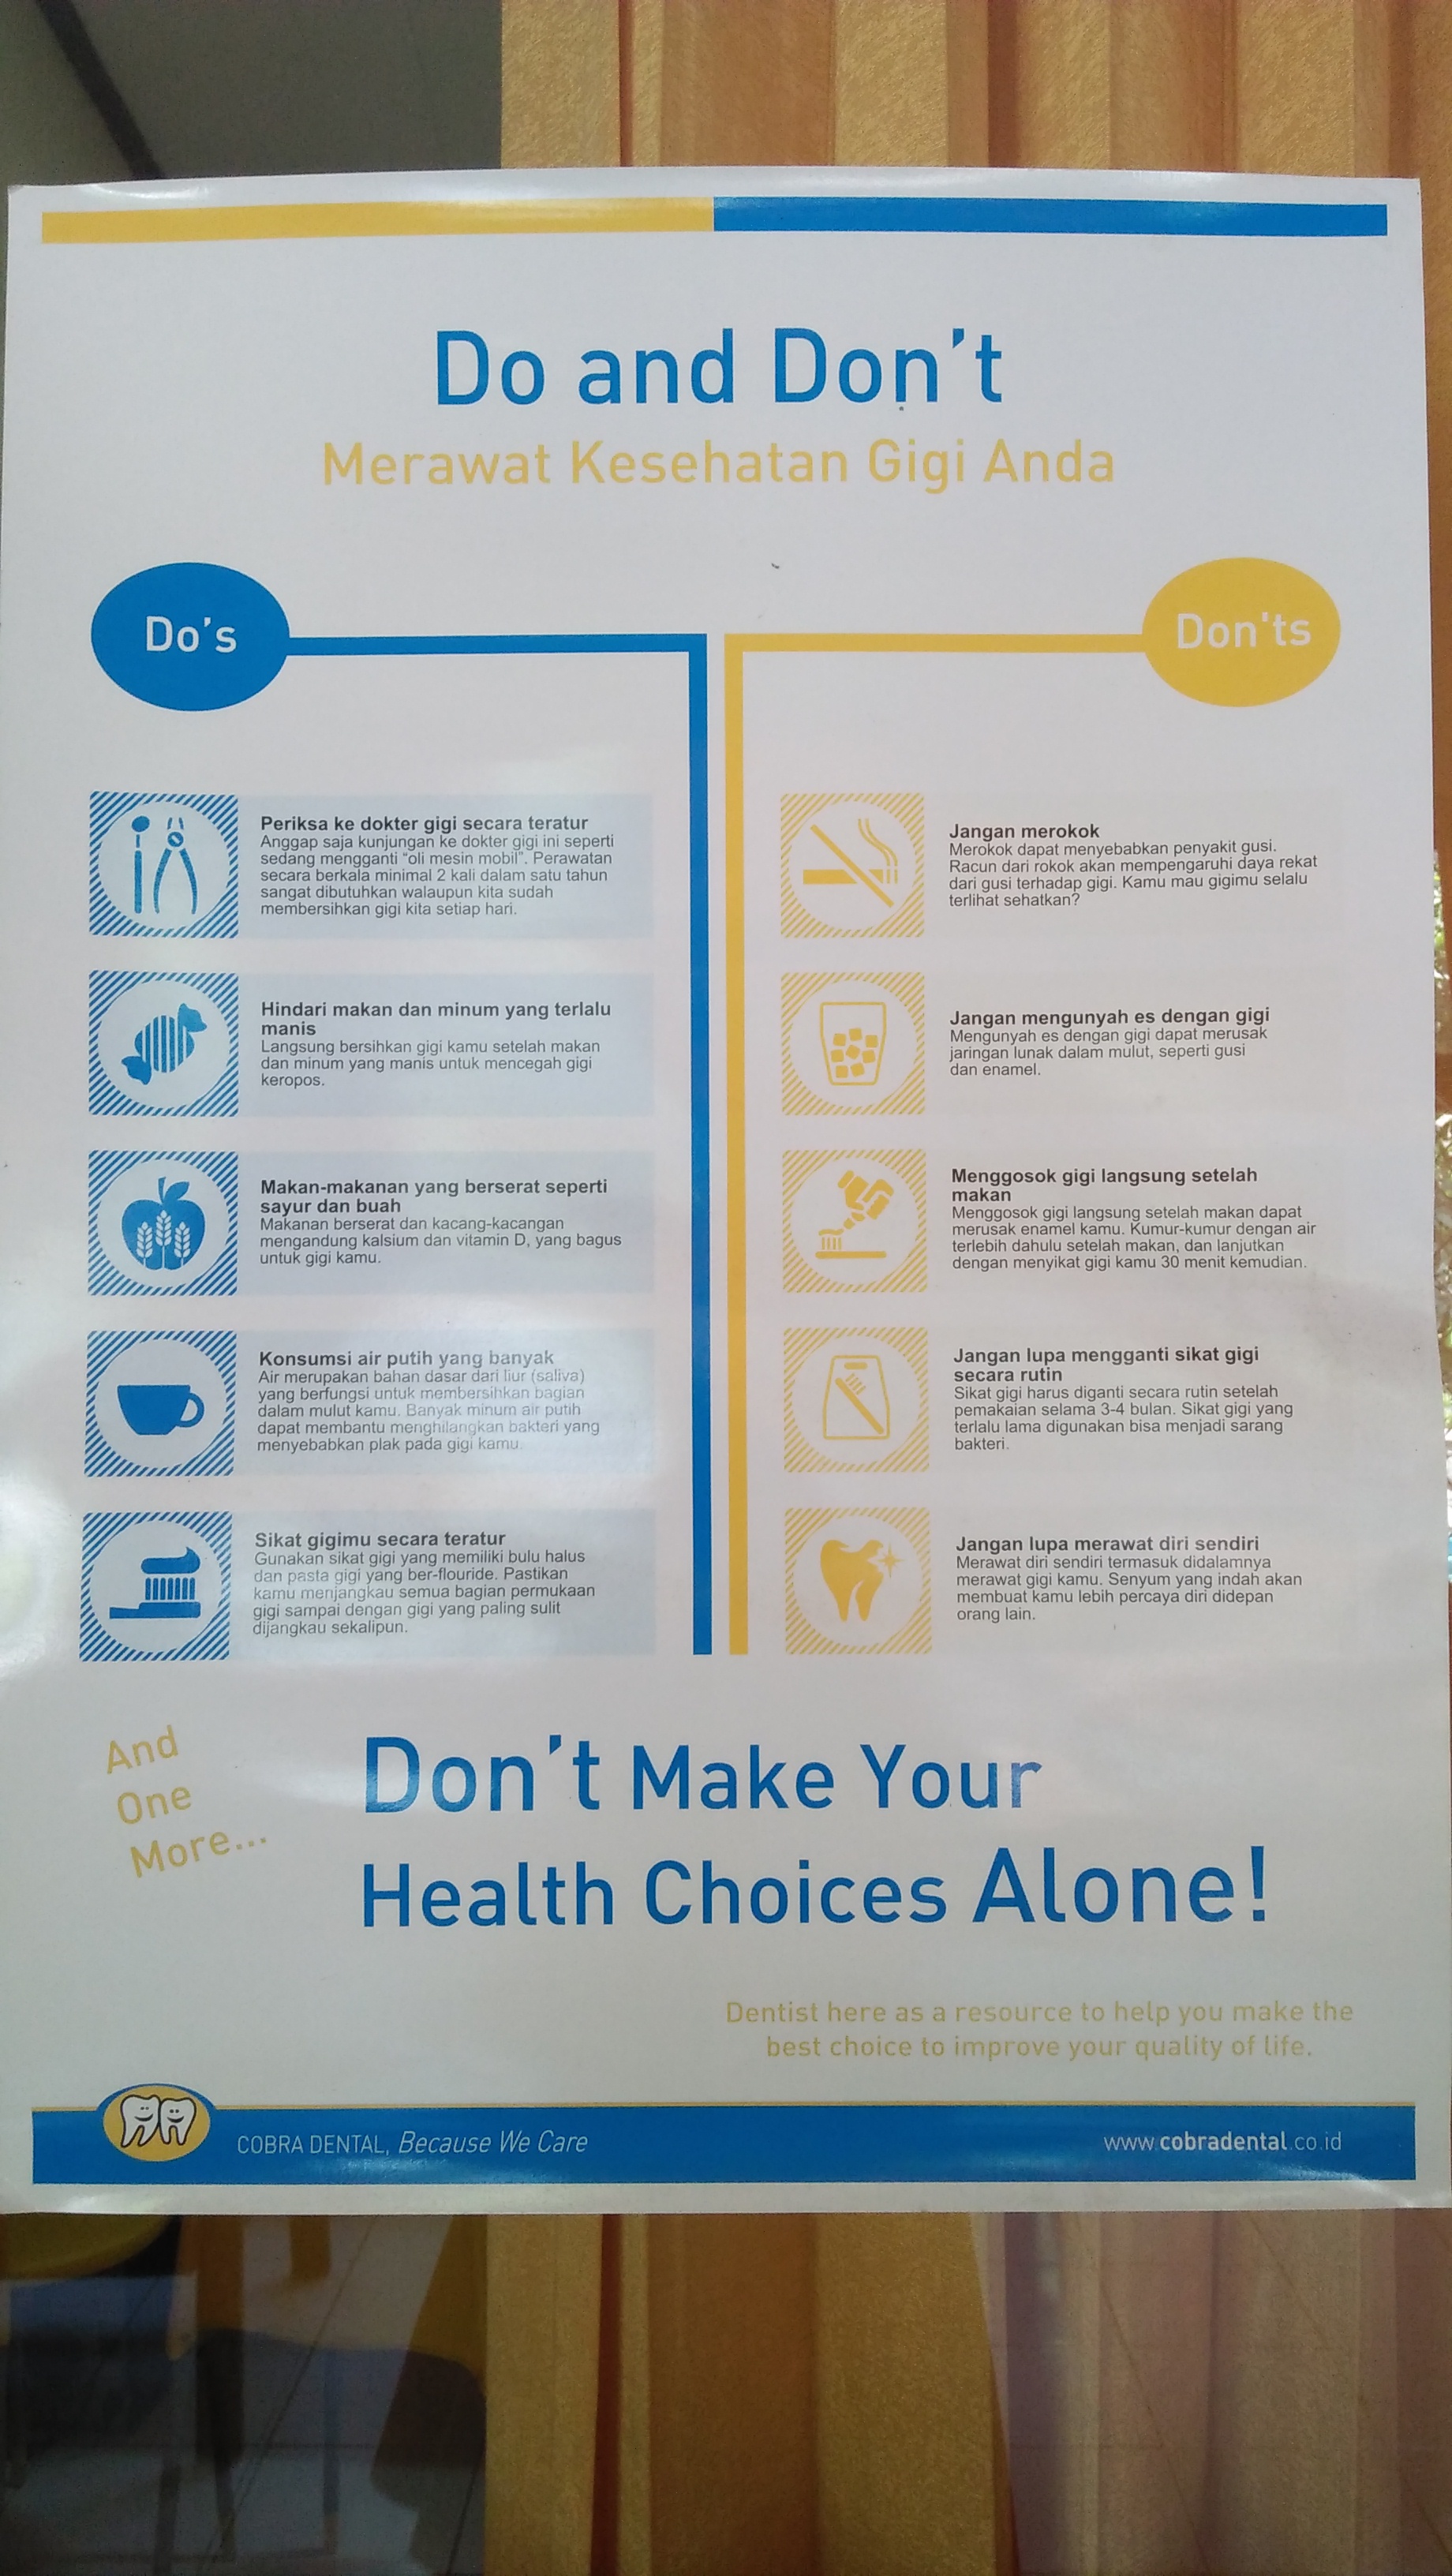 Do and Don't
Merawat Kesehatan Gigi Anda
Do's
Periksa ke dokter gigi secara teratur
Anggap saja kunjungan ke dokter gigi ini seperti
sedang mengganti "oli mesin mobil". Perawatan
secara berkala minimal 2 kali dalam satu tahun
sangat dibutuhkan walaupun kita sudah
membersihkan gigi kita setiap hari.
Hindari makan dan minum yang terlalu
manis
Langsung bersihkan gigi kamu setelah makan
dan minum yang manis untuk mencegah gigi
keropos.
Makan-makanan yang berserat seperti
sayur dan buah
Makanan berserat dan kacang-kacangan
mengandung kalsium dan vitamin D, yang bagus
untuk gigi kamu.
Konsumsi air putih yang banyak
Air merupakan bahan dasar dari liur (saliva)
yang berfungsi untuk membersihkan bagian
dalam mulut kamu. Banyak minum air putih
dapat membantu menghilangkan bakteri yang
menyebabkan plak pada gigi kamu.
Sikat gigimu secara teratur
Gunakan sikat gigi yang memiliki bulu halus
dan pasta gigi yang ber-flouride. Pastikan
kamu menjangkau semua bagian permukaan
gigi sampai dengan gigi yang paling sulit
dijangkau sekalipun.
Don'ts
Jangan merokok
Merokok dapat menyebabkan penyakit gusi.
Racun dari rokok akan mempengaruhi daya rekat
dari gusi terhadap gigi. Kamu mau gigimu selalu
terlihat sehatkan?
Jangan mengunyah es dengan gigi
Mengunyah es dengan gigi dapat merusak
jaringan lunak dalam mulut, seperti gusi
dan enamel.
Menggosok gigi langsung setelah
makan
Menggosok gigi langsung setelah makan dapat
merusak enamel kamu. Kumur-kumur dengan air
terlebih dahulu setelah makan, dan lanjutkan
dengan menyikat gigi kamu 30 menit kemudian.
Jangan lupa mengganti sikat gigi
secara rutin
Sikat gigi harus diganti secara rutin setelah
pemakaian selama 3-4 bulan. Sikat gigi yang
terlalu lama digunakan bisa menjadi sarang
bakteri.
Jangan lupa merawat diri sendiri
Merawat diri sendiri termasuk didalamnya
merawat gigi kamu. Senyum yang indah akan
membuat kamu lebih percaya diri didepan
orang lain.
And
One
More...
Don't Make Your
Health Choices Alone!
Dentist here as a resource to help you make the
best choice to improve your quality of life.
COBRA DENTAL, Because We Care
www.cobradental.co.id